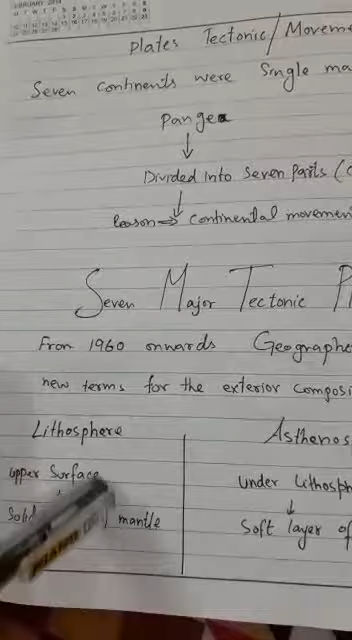 Plates Tectonic/Moveme
Seven continents were Single ma
Pangea
Divided into Seven Parts (C
Reason ⇒ continental movemen
Seven Major Tectonic Pl
From 1960 onwards Geographe
new terms for the exterior composi
Lithosphere
Asthenos
upper Surface
under Lithosph
mantle
Soft layer of